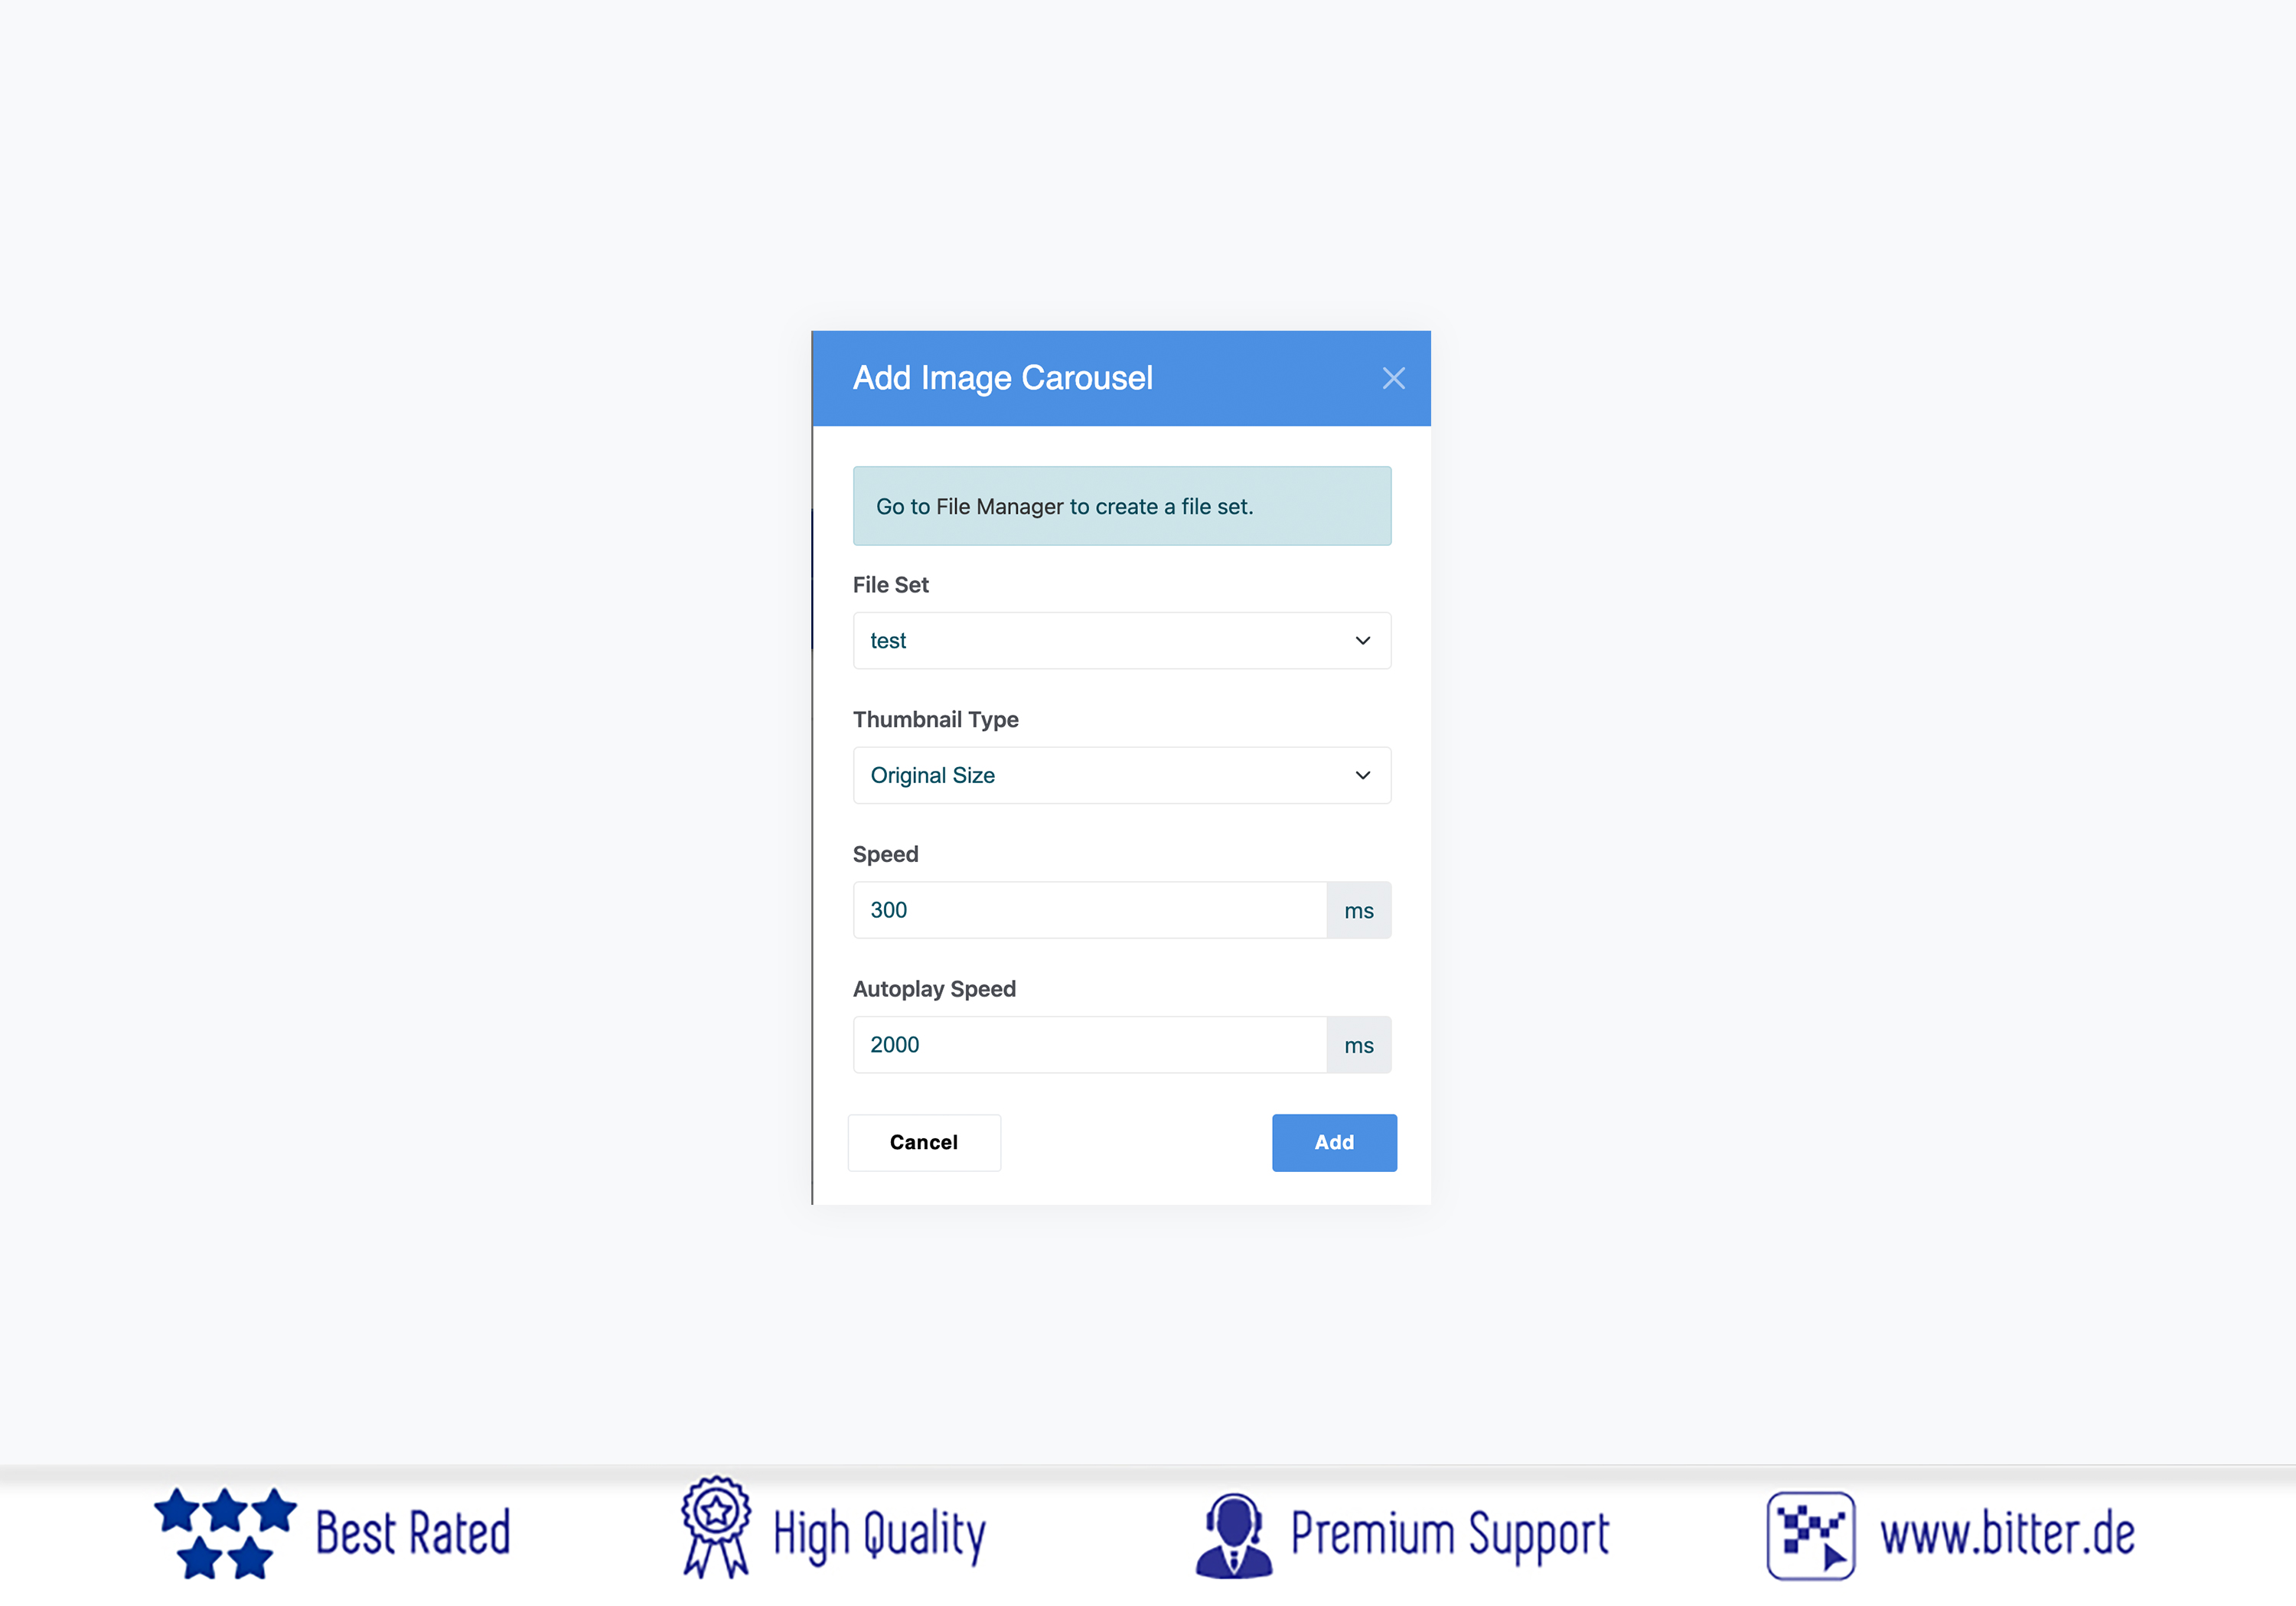 Add Image Carousel
Go to File Manager to create a file set.
File Set
test
Thumbnail Type
Original Size
Speed
300 ms
Autoplay Speed
2000 ms
Cancel Add
Best Rated High Quality Premium Support www.bitter.de